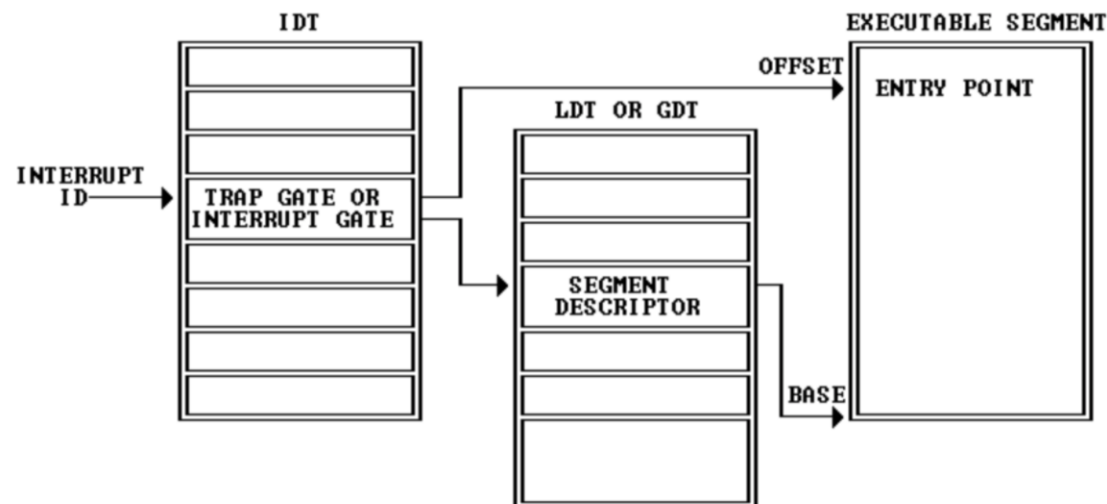 IDT
EXECUTABLE SEGMENT
OFFSET
ENTRY POINT
LDT OR GDT
INTERRUPT
ID
TRAP GATE OR
INTERRUPT GATE
SEGMENT
DESCRIPTOR
BASE